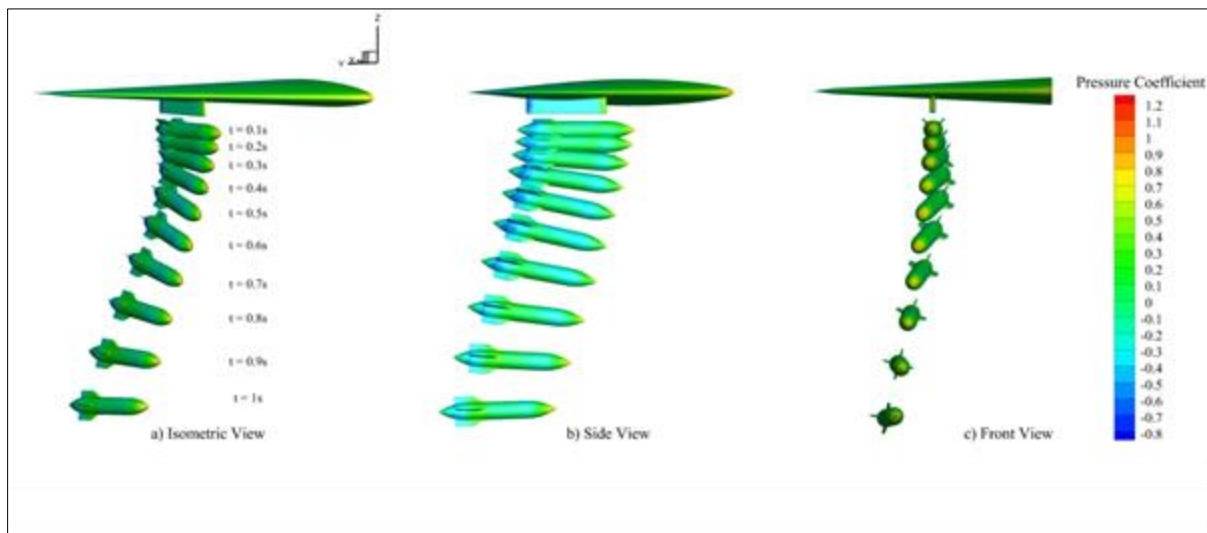 Z
Y
X
Pressure Coefficient
1.2
1.1
1
0.9
0.8
0.7
0.6
0.5
0.4
0.3
0.2
0.1
0
-0.1
-0.2
-0.3
-0.4
-0.5
-0.6
-0.7
-0.8
t = 0.1s
t = 0.2s
t = 0.3s
t = 0.4s
t = 0.5s
t = 0.6s
t = 0.7s
t = 0.8s
t = 0.9s
t = 1s
a) Isometric View
b) Side View
c) Front View